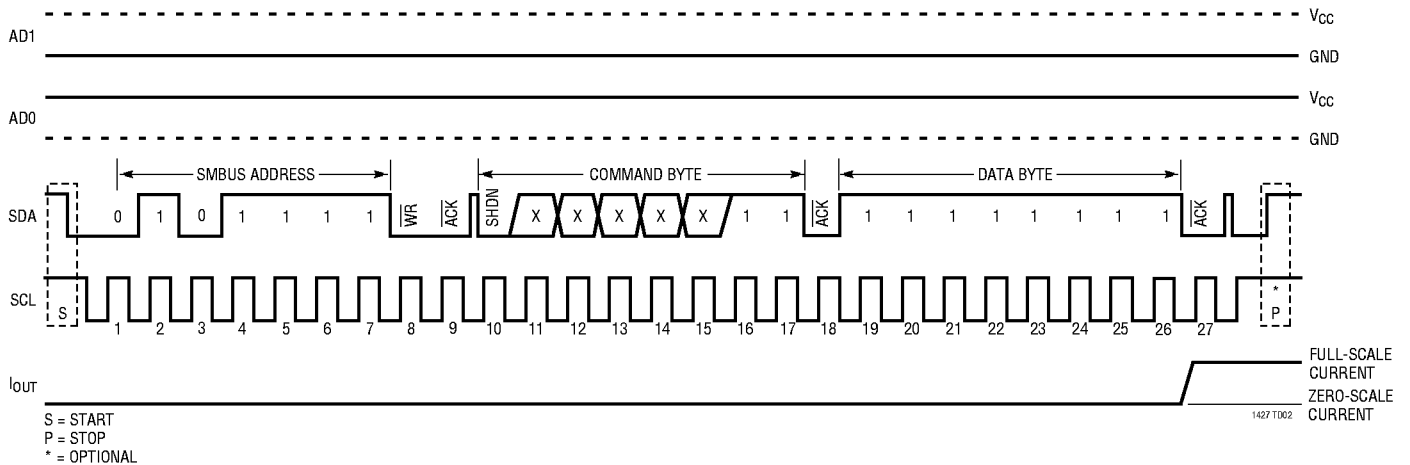 AD1
VCC
GND
AD0
VCC
GND
SMBUS ADDRESS
COMMAND BYTE
DATA BYTE
SDA
0 1 0 1 1 1 1 WR ACK SHDN X X X X X 1 1 ACK 1 1 1 1 1 1 1 1 ACK
SCL
S
* P
1 2 3 4 5 6 7 8 9 10 11 12 13 14 15 16 17 18 19 20 21 22 23 24 25 26 27
IOUT
FULL-SCALE
CURRENT
ZERO-SCALE
CURRENT
1427 TD02
S = START
P = STOP
* = OPTIONAL